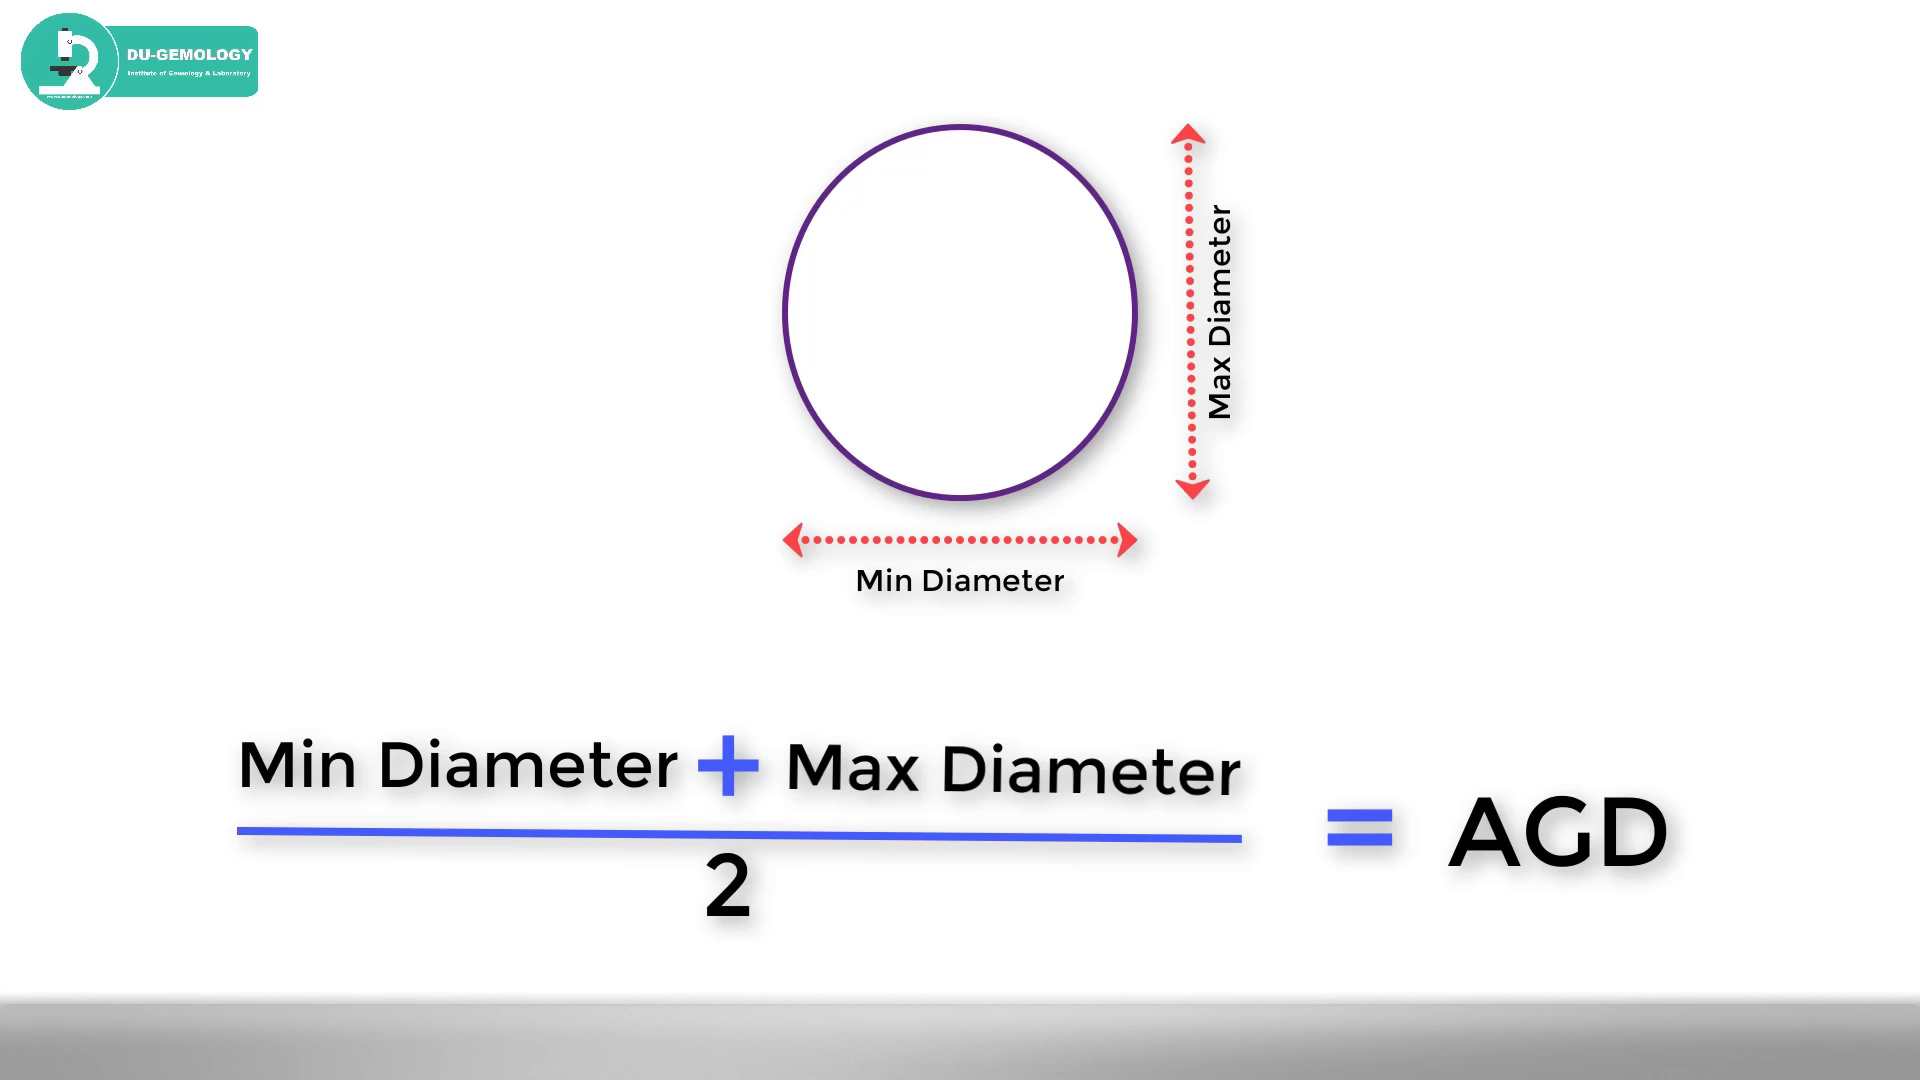 DU-GEMOLOGY
Institute of Gemology & Laboratory
Max Diameter
Min Diameter
Min Diameter + Max Diameter
2
= AGD